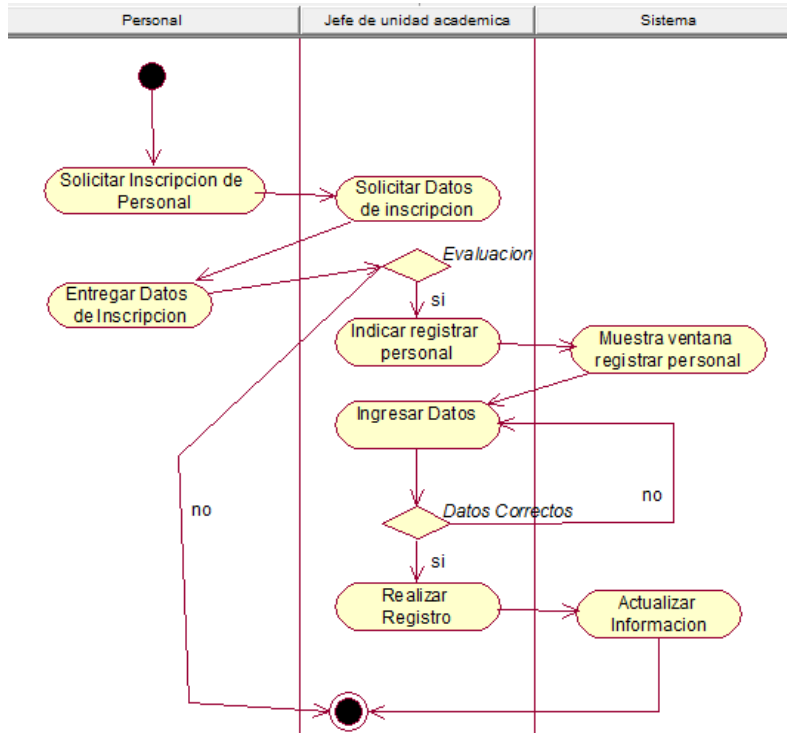 Personal
Jefe de unidad academica
Sistema
Solicitar Inscripcion de
Personal
Solicitar Datos
de inscripcion
Evaluacion
Entregar Datos
de Inscripcion
si
Indicar registrar
personal
Muestra ventana
registrar personal
Ingresar Datos
no
no
Datos Correctos
si
Realizar
Registro
Actualizar
Informacion